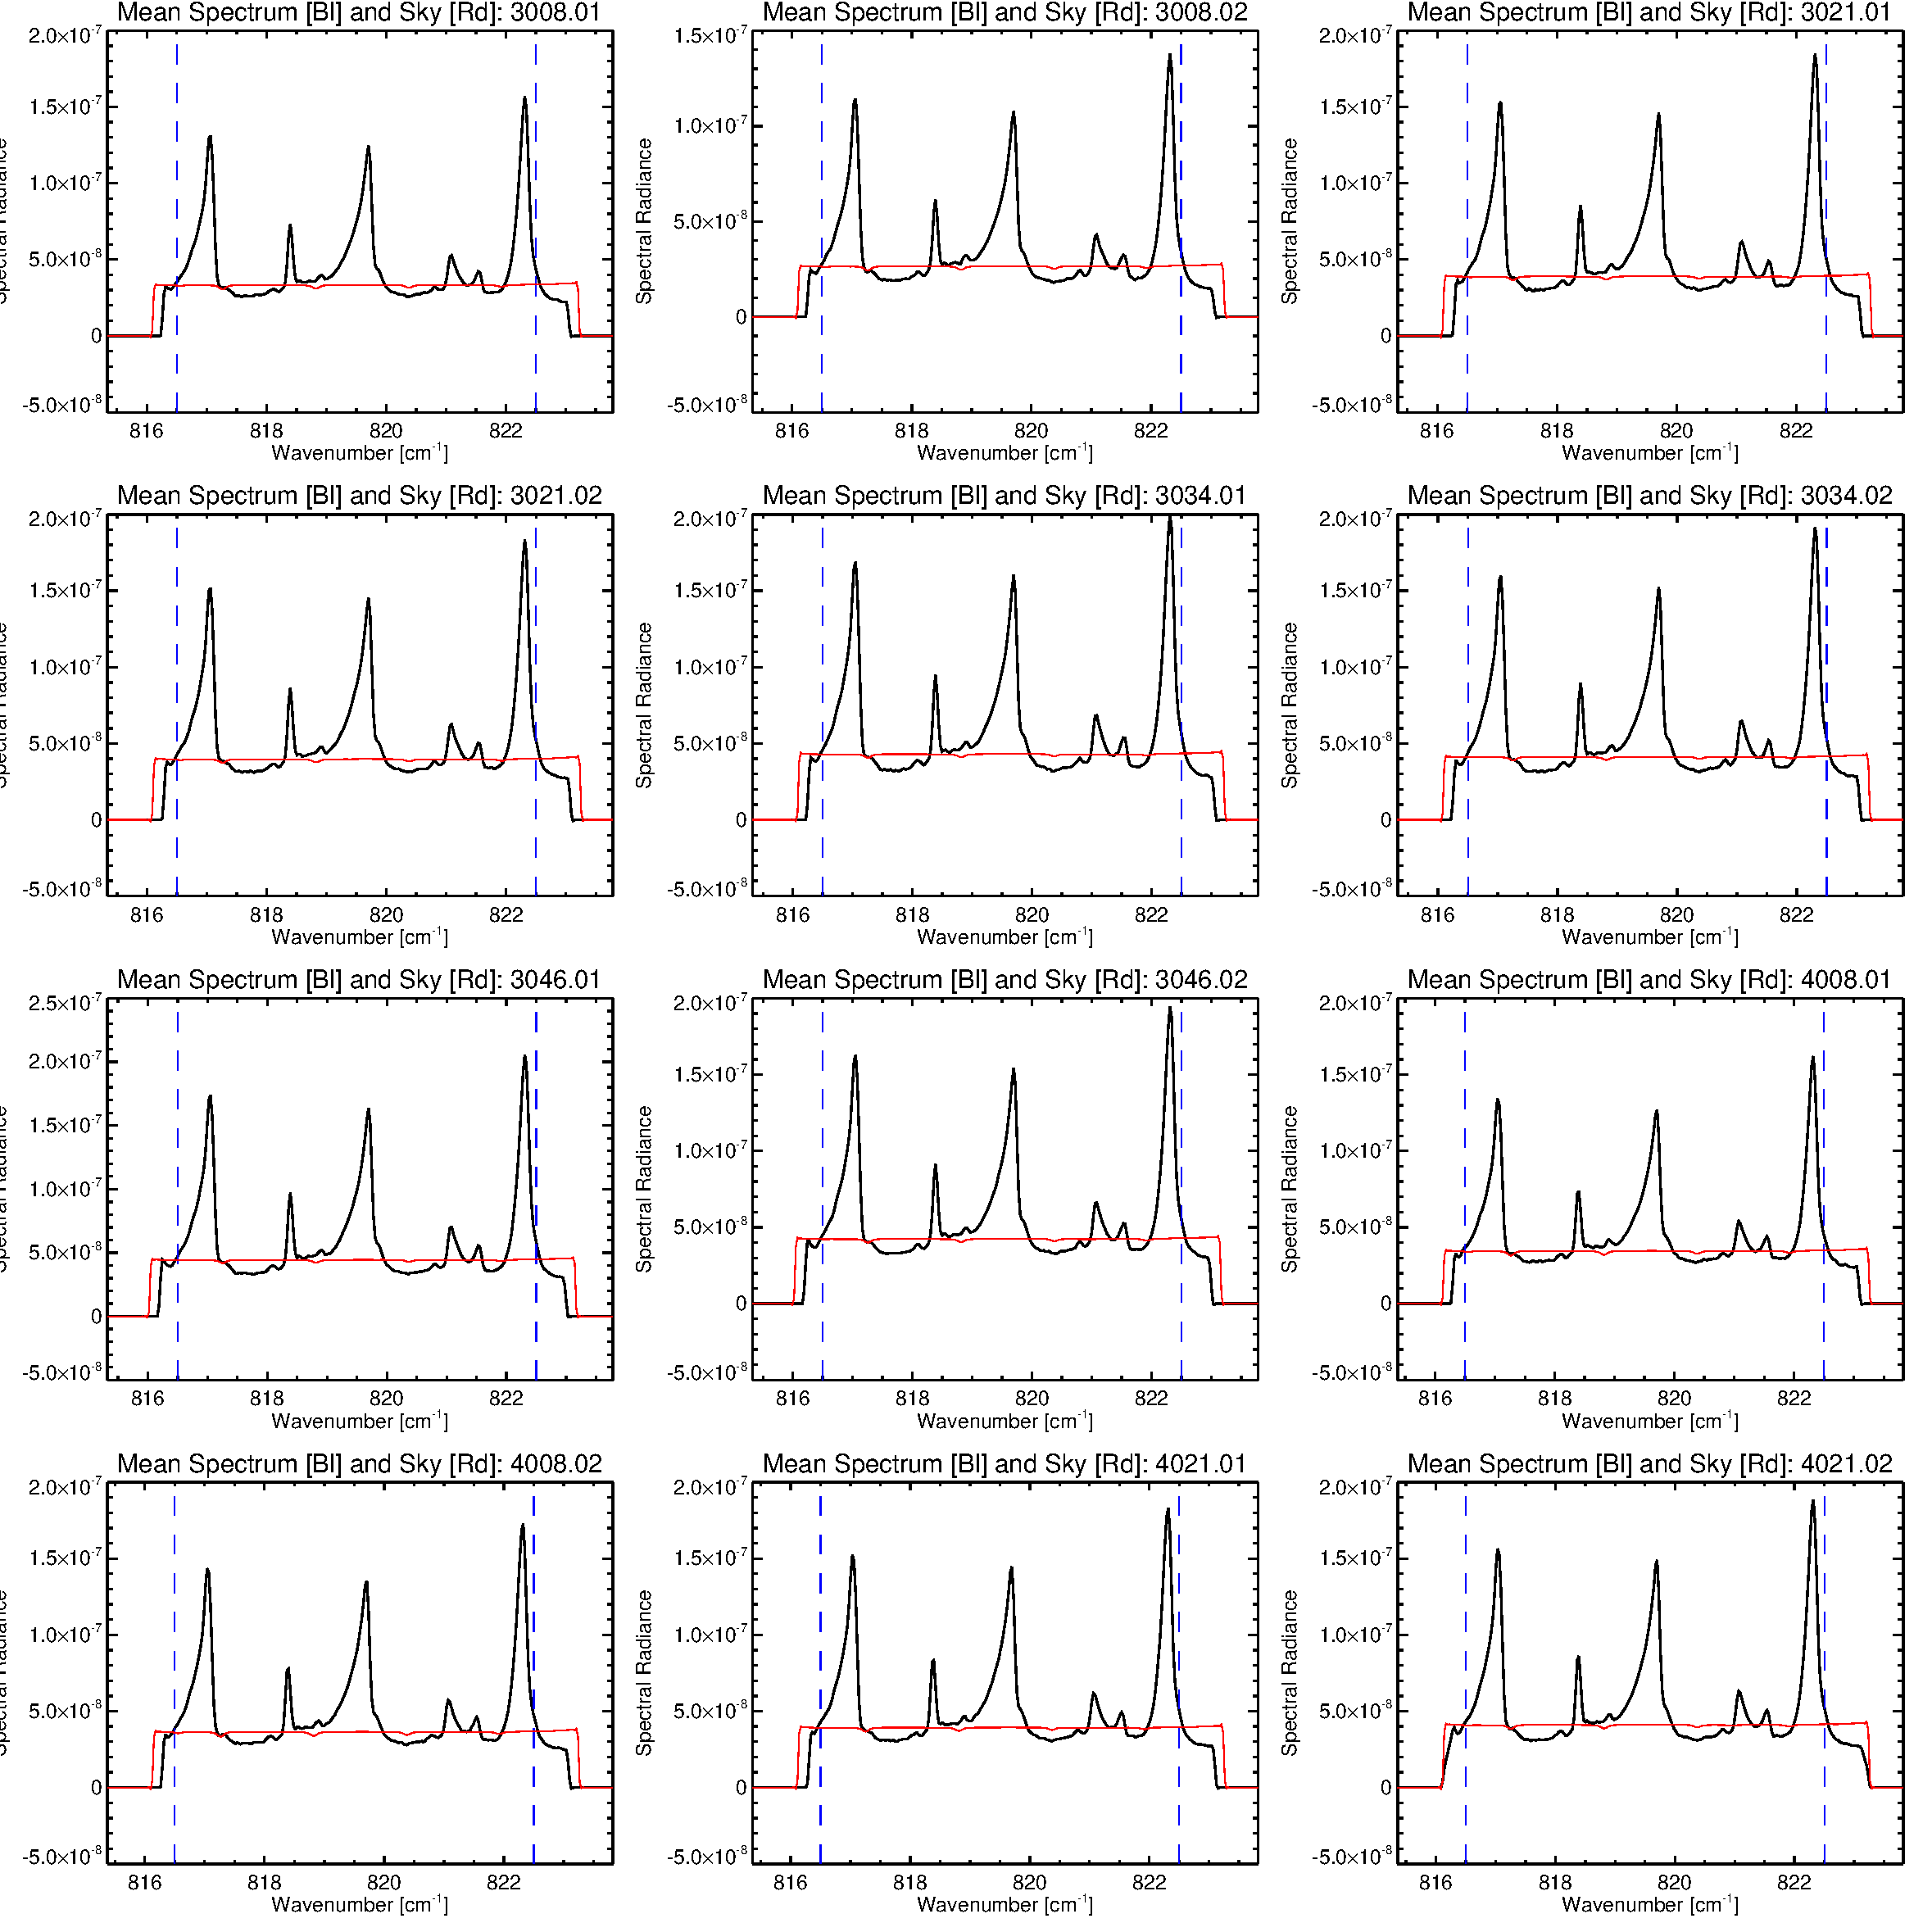 Mean Spectrum [Bl] and Sky [Rd]: 3008.01
2.0×10-7
1.5×10-7
1.0×10-7
5.0×10-8
0
-5.0×10-8
Spectral Radiance
816 818 820 822
Wavenumber [cm-1]
Mean Spectrum [Bl] and Sky [Rd]: 3008.02
1.5×10-7
1.0×10-7
5.0×10-8
0
-5.0×10-8
Spectral Radiance
816 818 820 822
Wavenumber [cm-1]
Mean Spectrum [Bl] and Sky [Rd]: 3021.01
2.0×10-7
1.5×10-7
1.0×10-7
5.0×10-8
0
-5.0×10-8
Spectral Radiance
816 818 820 822
Wavenumber [cm-1]
Mean Spectrum [Bl] and Sky [Rd]: 3021.02
2.0×10-7
1.5×10-7
1.0×10-7
5.0×10-8
0
-5.0×10-8
Spectral Radiance
816 818 820 822
Wavenumber [cm-1]
Mean Spectrum [Bl] and Sky [Rd]: 3034.01
2.0×10-7
1.5×10-7
1.0×10-7
5.0×10-8
0
-5.0×10-8
Spectral Radiance
816 818 820 822
Wavenumber [cm-1]
Mean Spectrum [Bl] and Sky [Rd]: 3034.02
2.0×10-7
1.5×10-7
1.0×10-7
5.0×10-8
0
-5.0×10-8
Spectral Radiance
816 818 820 822
Wavenumber [cm-1]
Mean Spectrum [Bl] and Sky [Rd]: 3046.01
2.5×10-7
2.0×10-7
1.5×10-7
1.0×10-7
5.0×10-8
0
-5.0×10-8
Spectral Radiance
816 818 820 822
Wavenumber [cm-1]
Mean Spectrum [Bl] and Sky [Rd]: 3046.02
2.0×10-7
1.5×10-7
1.0×10-7
5.0×10-8
0
-5.0×10-8
Spectral Radiance
816 818 820 822
Wavenumber [cm-1]
Mean Spectrum [Bl] and Sky [Rd]: 4008.01
2.0×10-7
1.5×10-7
1.0×10-7
5.0×10-8
0
-5.0×10-8
Spectral Radiance
816 818 820 822
Wavenumber [cm-1]
Mean Spectrum [Bl] and Sky [Rd]: 4008.02
2.0×10-7
1.5×10-7
1.0×10-7
5.0×10-8
0
-5.0×10-8
Spectral Radiance
816 818 820 822
Wavenumber [cm-1]
Mean Spectrum [Bl] and Sky [Rd]: 4021.01
2.0×10-7
1.5×10-7
1.0×10-7
5.0×10-8
0
-5.0×10-8
Spectral Radiance
816 818 820 822
Wavenumber [cm-1]
Mean Spectrum [Bl] and Sky [Rd]: 4021.02
2.0×10-7
1.5×10-7
1.0×10-7
5.0×10-8
0
-5.0×10-8
Spectral Radiance
816 818 820 822
Wavenumber [cm-1]